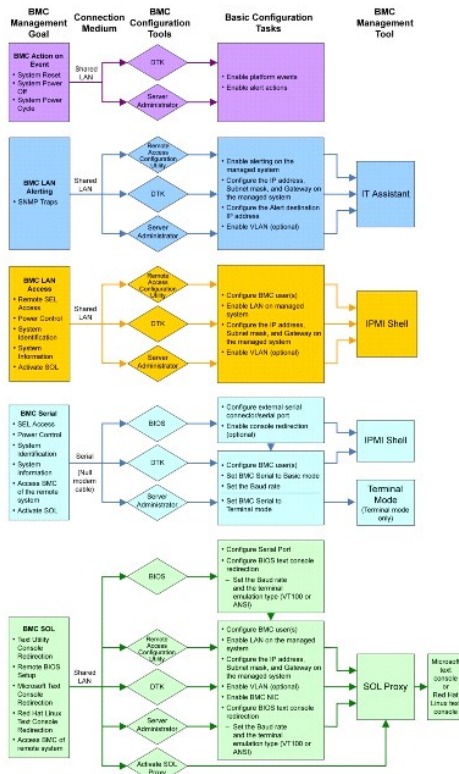 BMC
Management
Goal
Connection
Medium
BMC
Configuration
Tools
Basic Configuration
Tasks
BMC
Management
Tool
BMC Action on
Event
• System Reset
• System Power
Off
• System Power
Cycle
Shared
LAN
DTK
Server
Administrator
• Enable platform events
• Enable alert actions
BMC LAN
Alerting
• SNMP Traps
Shared
LAN
Remote
Access
Configuration
Utility
DTK
Server
Administrator
• Enable alerting on the
managed system
• Configure the IP address,
Subnet mask, and Gateway on
the managed system
• Configure the Alert destination
IP address
• Enable VLAN (optional)
IT Assistant
BMC LAN
Access
• Remote SEL
Access
• Power Control
• System
Identification
• System
Information
• Activate SOL
Shared
LAN
Remote
Access
Configuration
Utility
DTK
Server
Administrator
• Configure BMC user(s)
• Enable LAN on managed
system
• Configure the IP address,
Subnet mask, and Gateway on
the managed system
• Enable VLAN (optional)
IPMI Shell
BMC Serial
• SEL Access
• Power Control
• System
Identification
• System
Information
• Access BMC
of the remote
system
• Activate SOL
Serial
(Null
modem
cable)
BIOS
DTK
Server
Administrator
• Configure external serial
connector/serial port
• Enable console redirection
(optional)
• Configure BMC user(s)
• Set BMC Serial to Basic mode
• Set the Baud rate
• Set BMC Serial to
Terminal mode
IPMI Shell
Terminal
Mode
(Terminal mode
only)
BMC SOL
• Text Utility
Console
Redirection
• Remote BIOS
Setup
• Microsoft Text
Console
Redirection
• Red Hat Linux
Text Console
Redirection
• Access BMC of
remote system
Shared
LAN
BIOS
Remote
Access
Configuration
Utility
DTK
Server
Administrator
Activate SOL
Proxy
• Configure Serial Port
• Configure BIOS text console
redirection
– Set the Baud rate
and the terminal
emulation type (VT100 or
ANSI)
• Configure BMC user(s)
• Enable LAN on the managed
system
• Configure the IP address,
Subnet mask, and Gateway on
the managed system
• Enable VLAN (optional)
• Enable BMC NIC
• Configure BIOS text console
redirection
– Set the Baud rate
and the terminal
emulation type (VT100 or
ANSI)
SOL Proxy
Microsoft
text
console
or
Red Hat
Linux text
console